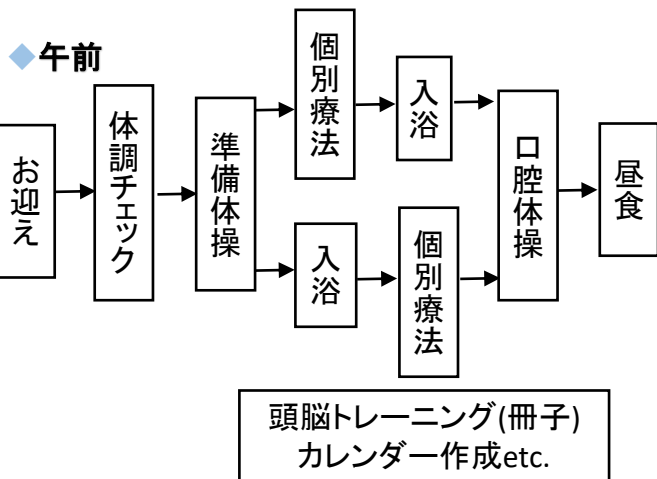 ◆午前
お迎え
体調チェック
準備体操
個別療法
入浴
入浴
個別療法
口腔体操
昼食
頭脳トレーニング(冊子)
カレンダー作成etc.